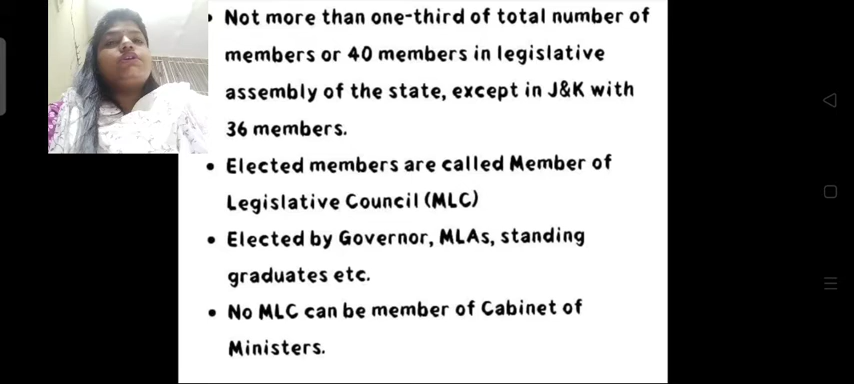 • Not more than one-third of total number of
members or 40 members in legislative
assembly of the state, except in J&K with
36 members.
• Elected members are called Member of
Legislative Council (MLC)
• Elected by Governor, MLAs, standing
graduates etc.
• No MLC can be member of Cabinet of
Ministers.